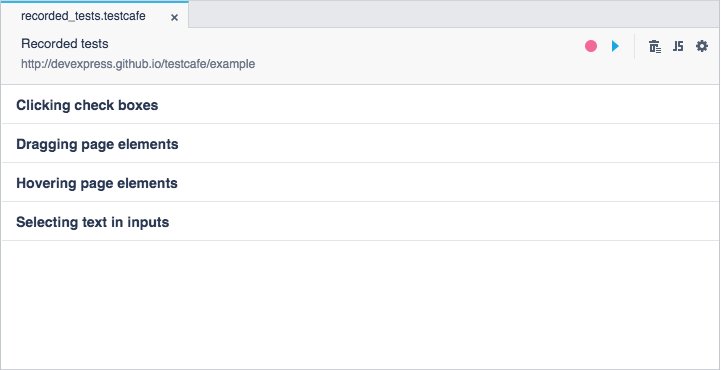 recorded_tests.testcafe ×
Recorded tests
JS
http://devexpress.github.io/testcafe/example
Clicking check boxes
Dragging page elements
Hovering page elements
Selecting text in inputs